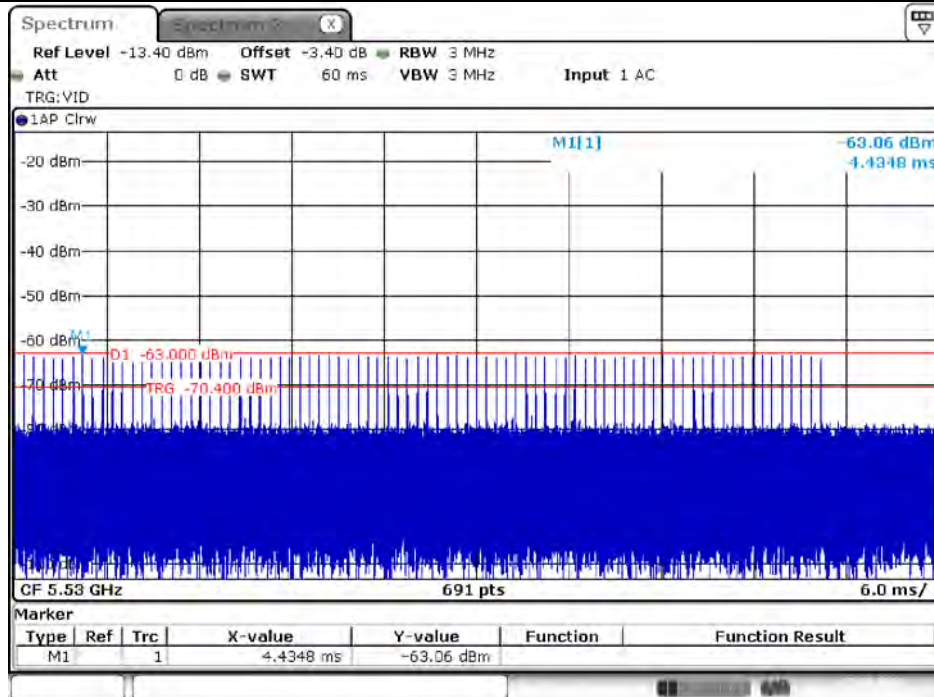 Spectrum Spectrum 2 X
Ref Level -13.40 dBm Offset -3.40 dB RBW 3 MHz
Att 0 dB SWT 60 ms VBW 3 MHz Input 1 AC
TRG:VID
1AP Clrw
M1[1] -63.06 dBm
4.4348 ms
-20 dBm
-30 dBm
-40 dBm
-50 dBm
-60 dBm
M1
D1 -63.000 dBm
-70 dBm
TRG -70.400 dBm
CF 5.53 GHz 691 pts 6.0 ms/
Marker
Type Ref Trc X-value Y-value Function Function Result
M1 1 4.4348 ms -63.06 dBm